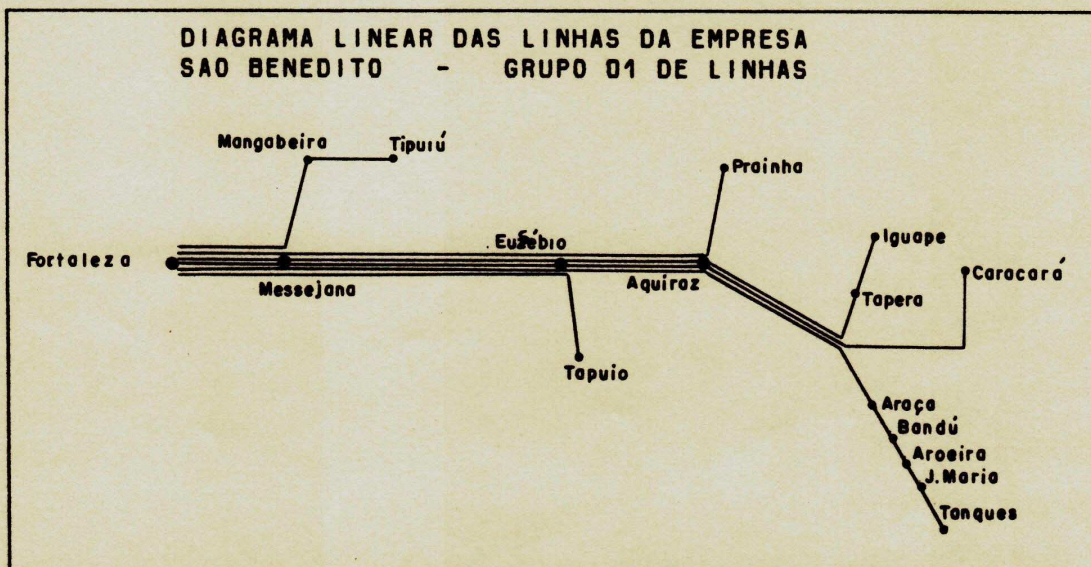 DIAGRAMA LINEAR DAS LINHAS DA EMPRESA
SAO BENEDITO - GRUPO 01 DE LINHAS
Mangabeira
Tipuiú
Prainha
Fortaleza
Messejana
Eusébio
Aquiraz
Iguape
Caracará
Tapera
Tapuio
Araça
Bandú
Aroeira
J. Maria
Tanques